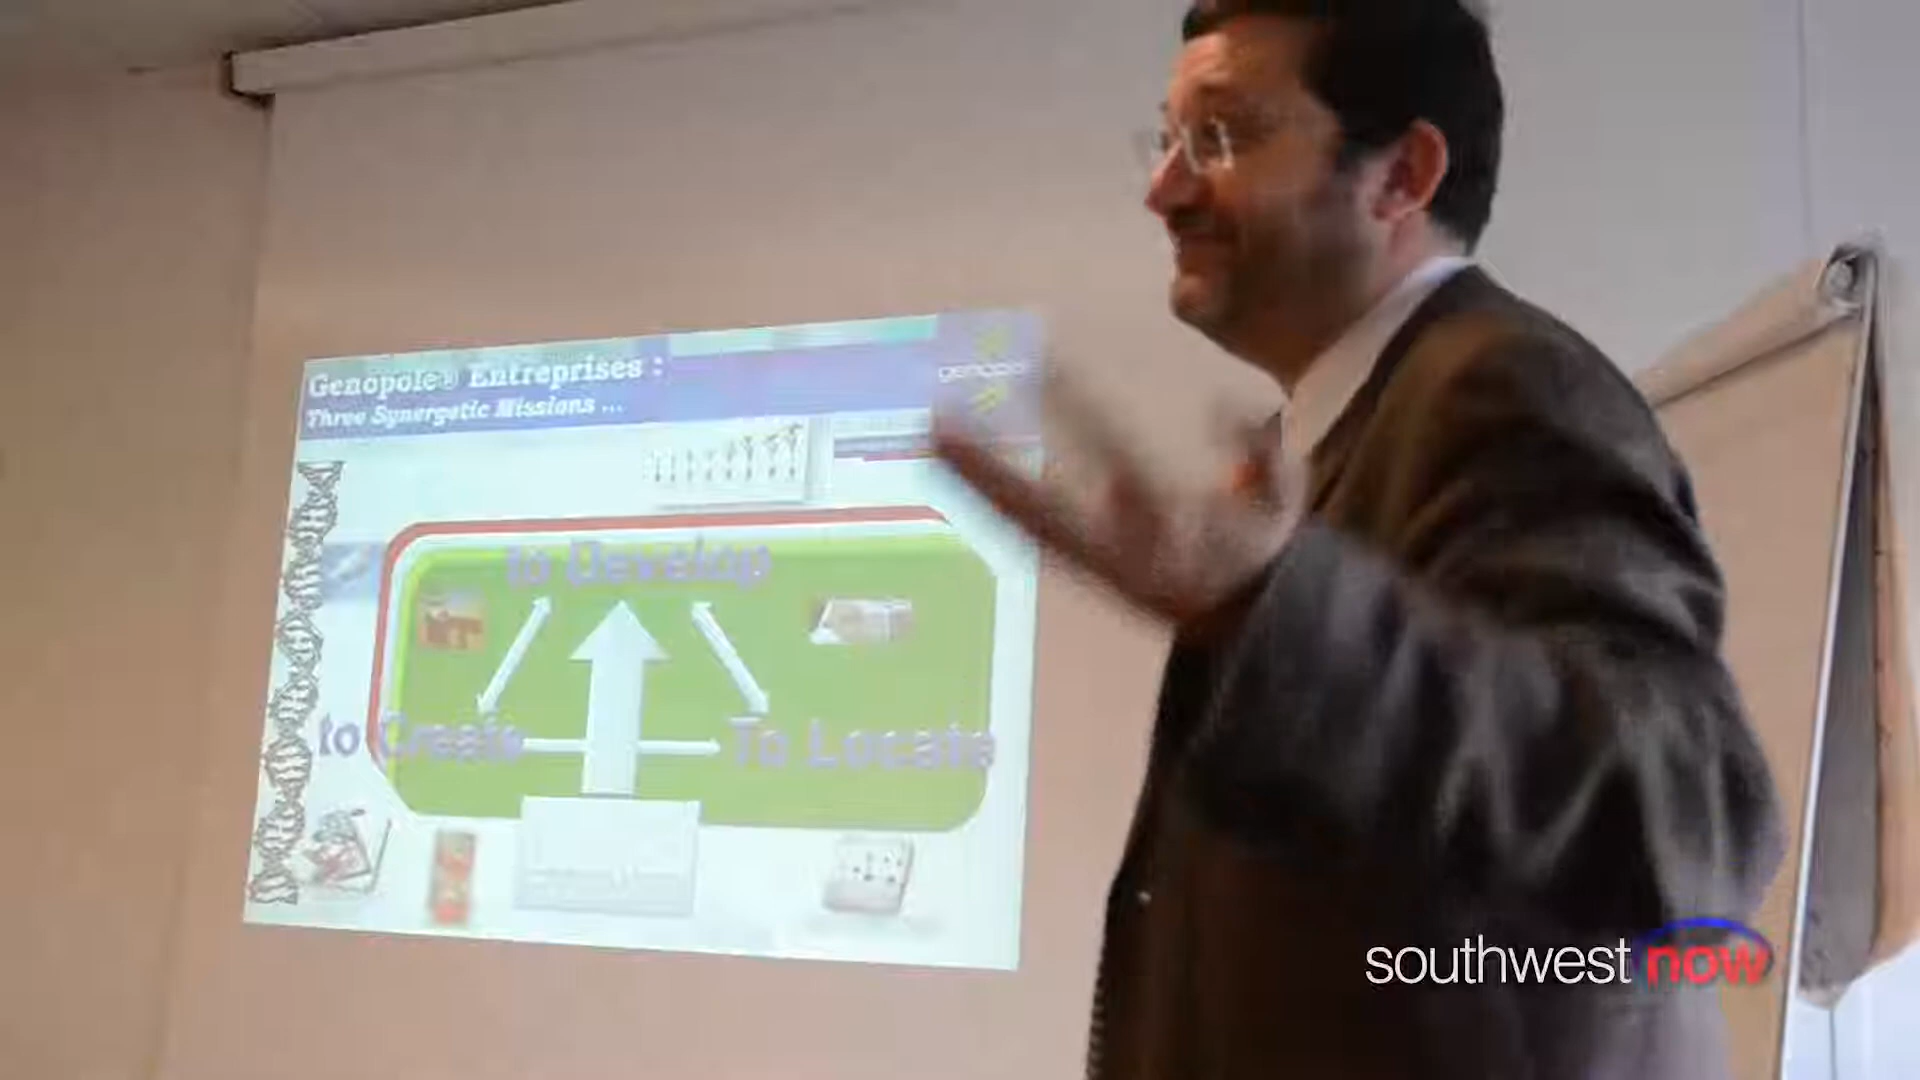 Genopole® Entreprises :
Three Synergetic Missions ...
genopole
to Develop
to Create
To Locate
southwest now